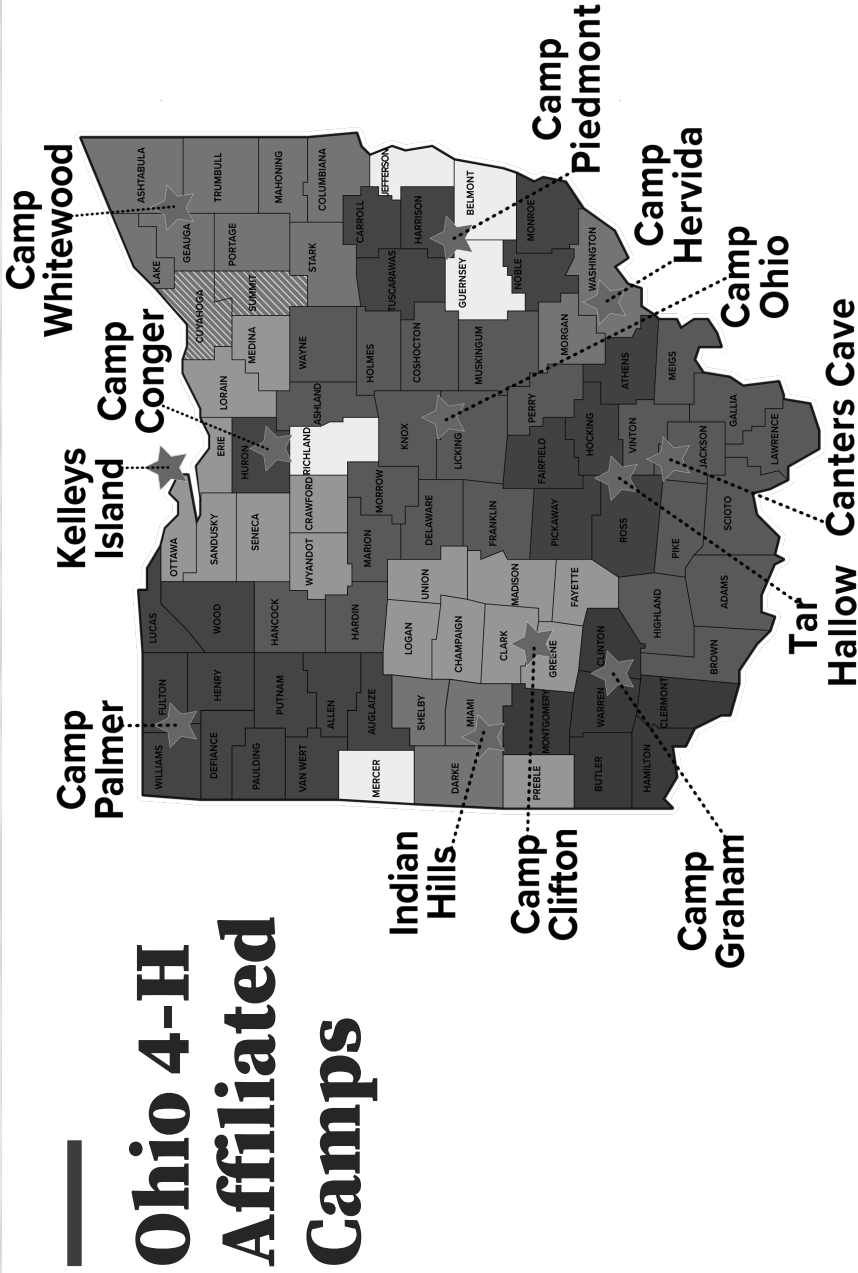 Ohio 4-H
Affiliated
Camps
Camp
Palmer
Kelleys
Island
Camp
Conger
Camp
Whitewood
Indian
Hills
Camp
Clifton
Camp
Graham
Tar
Hallow
Canters Cave
Camp
Ohio
Camp
Hervida
Camp
Piedmont
WILLIAMS
FULTON
LUCAS
OTTAWA
DEFIANCE
HENRY
WOOD
SANDUSKY
ERIE
LORAIN
CUYAHOGA
LAKE
GEAUGA
ASHTABULA
TRUMBULL
PAULDING
PUTNAM
HANCOCK
SENECA
HURON
MEDINA
SUMMIT
PORTAGE
MAHONING
VAN WERT
ALLEN
WYANDOT
CRAWFORD
RICHLAND
ASHLAND
WAYNE
STARK
COLUMBIANA
MERCER
AUGLAIZE
HARDIN
MARION
MORROW
KNOX
HOLMES
TUSCARAWAS
CARROLL
JEFFERSON
DARKE
SHELBY
LOGAN
UNION
DELAWARE
LICKING
COSHOCTON
GUERNSEY
HARRISON
BELMONT
MIAMI
CHAMPAIGN
CLARK
MADISON
FRANKLIN
FAIRFIELD
PERRY
MUSKINGUM
NOBLE
MONROE
PREBLE
MONTGOMERY
GREENE
FAYETTE
PICKAWAY
HOCKING
MORGAN
WASHINGTON
BUTLER
WARREN
CLINTON
ROSS
VINTON
ATHENS
HAMILTON
CLERMONT
HIGHLAND
PIKE
JACKSON
MEIGS
BROWN
ADAMS
SCIOTO
GALLIA
LAWRENCE